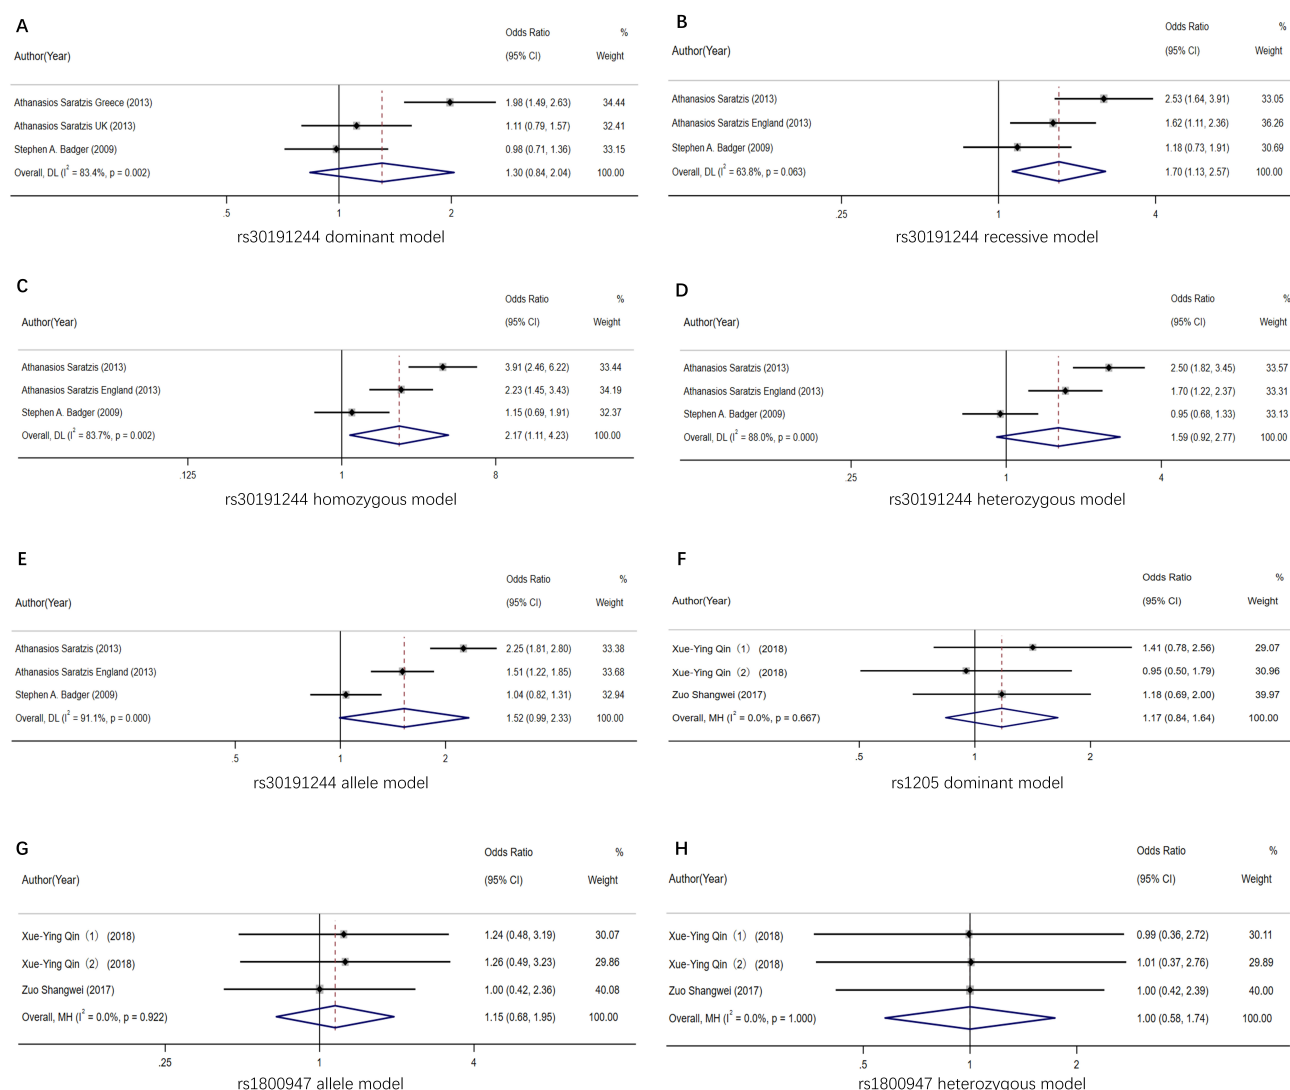 A
Odds Ratio %
Author(Year) (95% CI) Weight
Athanasios Saratzis Greece (2013) 1.98 (1.49, 2.63) 34.44
Athanasios Saratzis UK (2013) 1.11 (0.79, 1.57) 32.41
Stephen A. Badger (2009) 0.98 (0.71, 1.36) 33.15
Overall, DL (I² = 83.4%, p = 0.002) 1.30 (0.84, 2.04) 100.00
.5 1 2
rs30191244 dominant model
B
Odds Ratio %
Author(Year) (95% CI) Weight
Athanasios Saratzis (2013) 2.53 (1.64, 3.91) 33.05
Athanasios Saratzis England (2013) 1.62 (1.11, 2.36) 36.26
Stephen A. Badger (2009) 1.18 (0.73, 1.91) 30.69
Overall, DL (I² = 63.8%, p = 0.063) 1.70 (1.13, 2.57) 100.00
.25 1 4
rs30191244 recessive model
C
Odds Ratio %
Author(Year) (95% CI) Weight
Athanasios Saratzis (2013) 3.91 (2.46, 6.22) 33.44
Athanasios Saratzis England (2013) 2.23 (1.45, 3.43) 34.19
Stephen A. Badger (2009) 1.15 (0.69, 1.91) 32.37
Overall, DL (I² = 83.7%, p = 0.002) 2.17 (1.11, 4.23) 100.00
.125 1 8
rs30191244 homozygous model
D
Odds Ratio %
Author(Year) (95% CI) Weight
Athanasios Saratzis (2013) 2.50 (1.82, 3.45) 33.57
Athanasios Saratzis England (2013) 1.70 (1.22, 2.37) 33.31
Stephen A. Badger (2009) 0.95 (0.68, 1.33) 33.13
Overall, DL (I² = 88.0%, p = 0.000) 1.59 (0.92, 2.77) 100.00
.25 1 4
rs30191244 heterozygous model
E
Odds Ratio %
Author(Year) (95% CI) Weight
Athanasios Saratzis (2013) 2.25 (1.81, 2.80) 33.38
Athanasios Saratzis England (2013) 1.51 (1.22, 1.85) 33.68
Stephen A. Badger (2009) 1.04 (0.82, 1.31) 32.94
Overall, DL (I² = 91.1%, p = 0.000) 1.52 (0.99, 2.33) 100.00
.5 1 2
rs30191244 allele model
F
Odds Ratio %
Author(Year) (95% CI) Weight
Xue-Ying Qin（1） (2018) 1.41 (0.78, 2.56) 29.07
Xue-Ying Qin（2） (2018) 0.95 (0.50, 1.79) 30.96
Zuo Shangwei (2017) 1.18 (0.69, 2.00) 39.97
Overall, MH (I² = 0.0%, p = 0.667) 1.17 (0.84, 1.64) 100.00
.5 1 2
rs1205 dominant model
G
Odds Ratio %
Author(Year) (95% CI) Weight
Xue-Ying Qin（1） (2018) 1.24 (0.48, 3.19) 30.07
Xue-Ying Qin（2） (2018) 1.26 (0.49, 3.23) 29.86
Zuo Shangwei (2017) 1.00 (0.42, 2.36) 40.08
Overall, MH (I² = 0.0%, p = 0.922) 1.15 (0.68, 1.95) 100.00
.25 1 4
rs1800947 allele model
H
Odds Ratio %
Author(Year) (95% CI) Weight
Xue-Ying Qin（1） (2018) 0.99 (0.36, 2.72) 30.11
Xue-Ying Qin（2） (2018) 1.01 (0.37, 2.76) 29.89
Zuo Shangwei (2017) 1.00 (0.42, 2.39) 40.00
Overall, MH (I² = 0.0%, p = 1.000) 1.00 (0.58, 1.74) 100.00
.5 1 2
rs1800947 heterozygous model